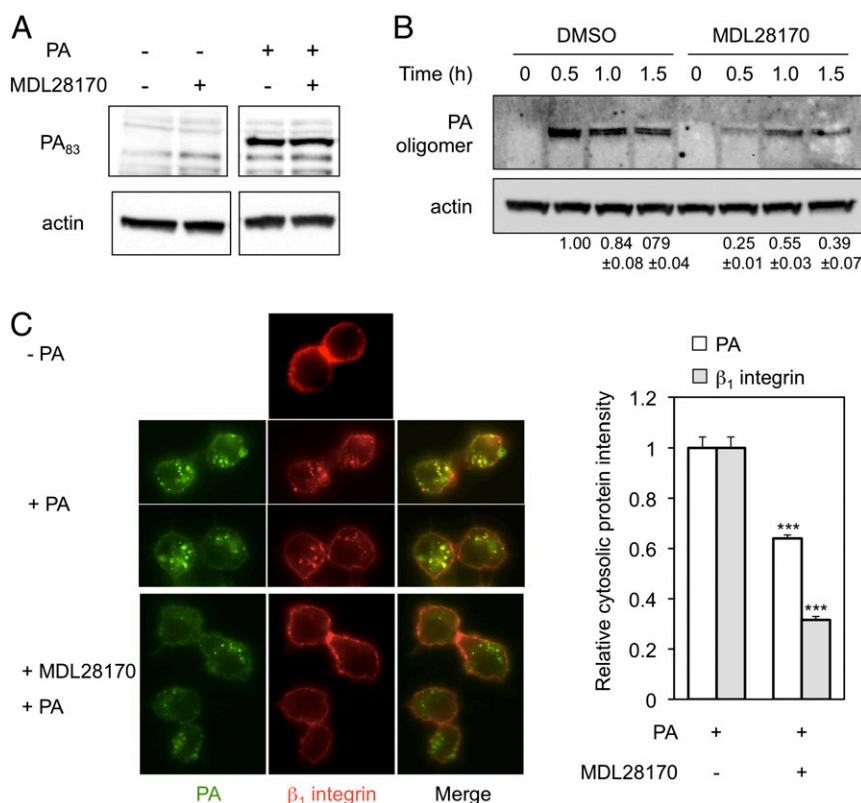 A
PA - - + +
MDL28170 - + - +
PA₈₃
actin
B
DMSO MDL28170
Time (h) 0 0.5 1.0 1.5 0 0.5 1.0 1.5
PA
oligomer
actin
1.00 0.84 079 0.25 0.55 0.39
±0.08 ±0.04 ±0.01 ±0.03 ±0.07
C
- PA
+ PA
+ MDL28170
+ PA
PA β₁ integrin Merge
PA
β₁ integrin
Relative cytosolic protein intensity
1.2
1
0.8
0.6
0.4
0.2
0
***
***
PA + +
MDL28170 - +